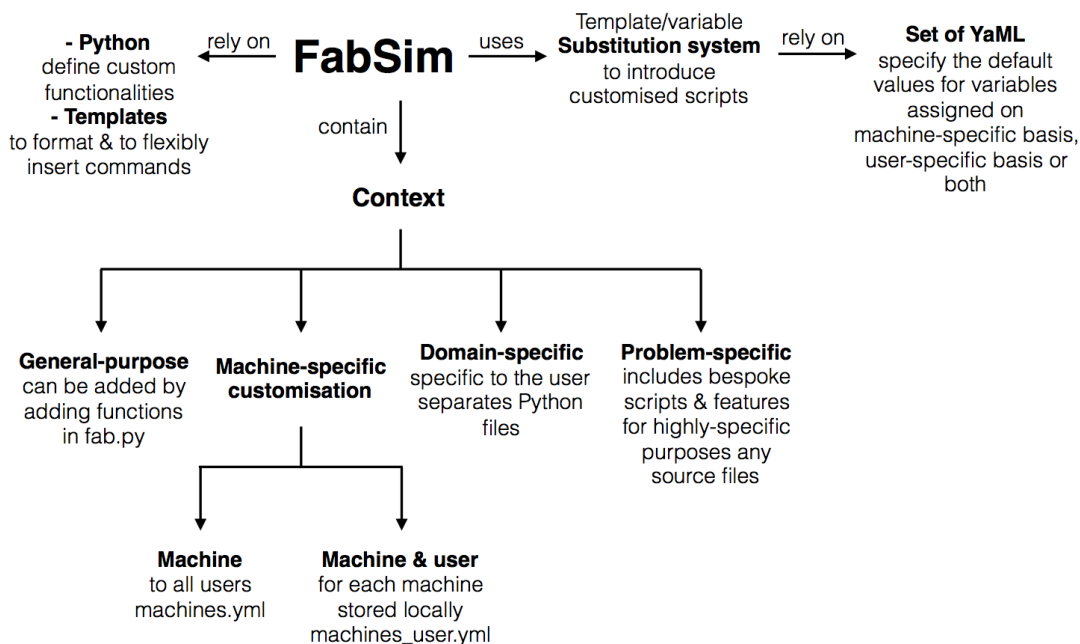 - Python
define custom
functionalities
- Templates
to format & to flexibly
insert commands
rely on
FabSim
uses
Template/variable
Substitution system
to introduce
customised scripts
rely on
Set of YaML
specify the default
values for variables
assigned on
machine-specific basis,
user-specific basis or
both
contain
Context
General-purpose
can be added by
adding functions
in fab.py
Machine-specific
customisation
Domain-specific
specific to the user
separates Python
files
Problem-specific
includes bespoke
scripts & features
for highly-specific
purposes any
source files
Machine
to all users
machines.yml
Machine & user
for each machine
stored locally
machines_user.yml